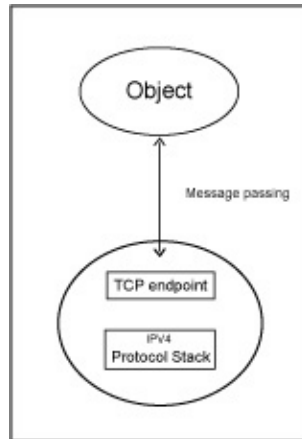 Object
Message passing
TCP endpoint
IPV4
Protocol Stack